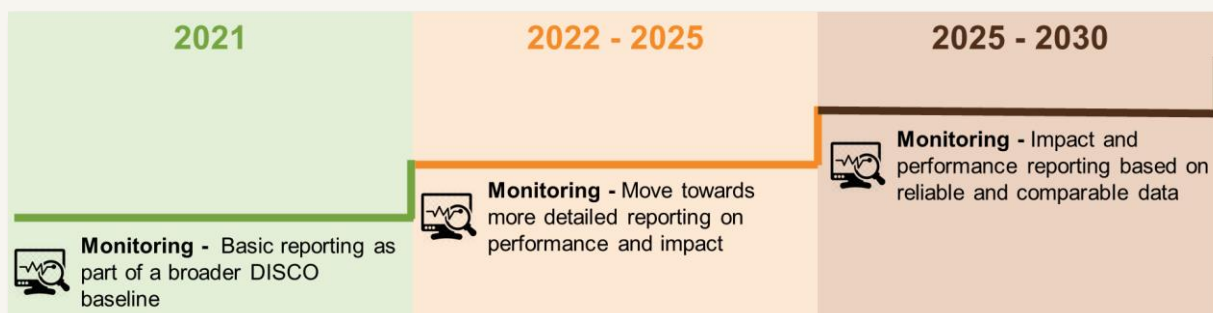 2021
Monitoring - Basic reporting as
part of a broader DISCO
baseline
2022 - 2025
Monitoring - Move towards
more detailed reporting on
performance and impact
2025 - 2030
Monitoring - Impact and
performance reporting based on
reliable and comparable data